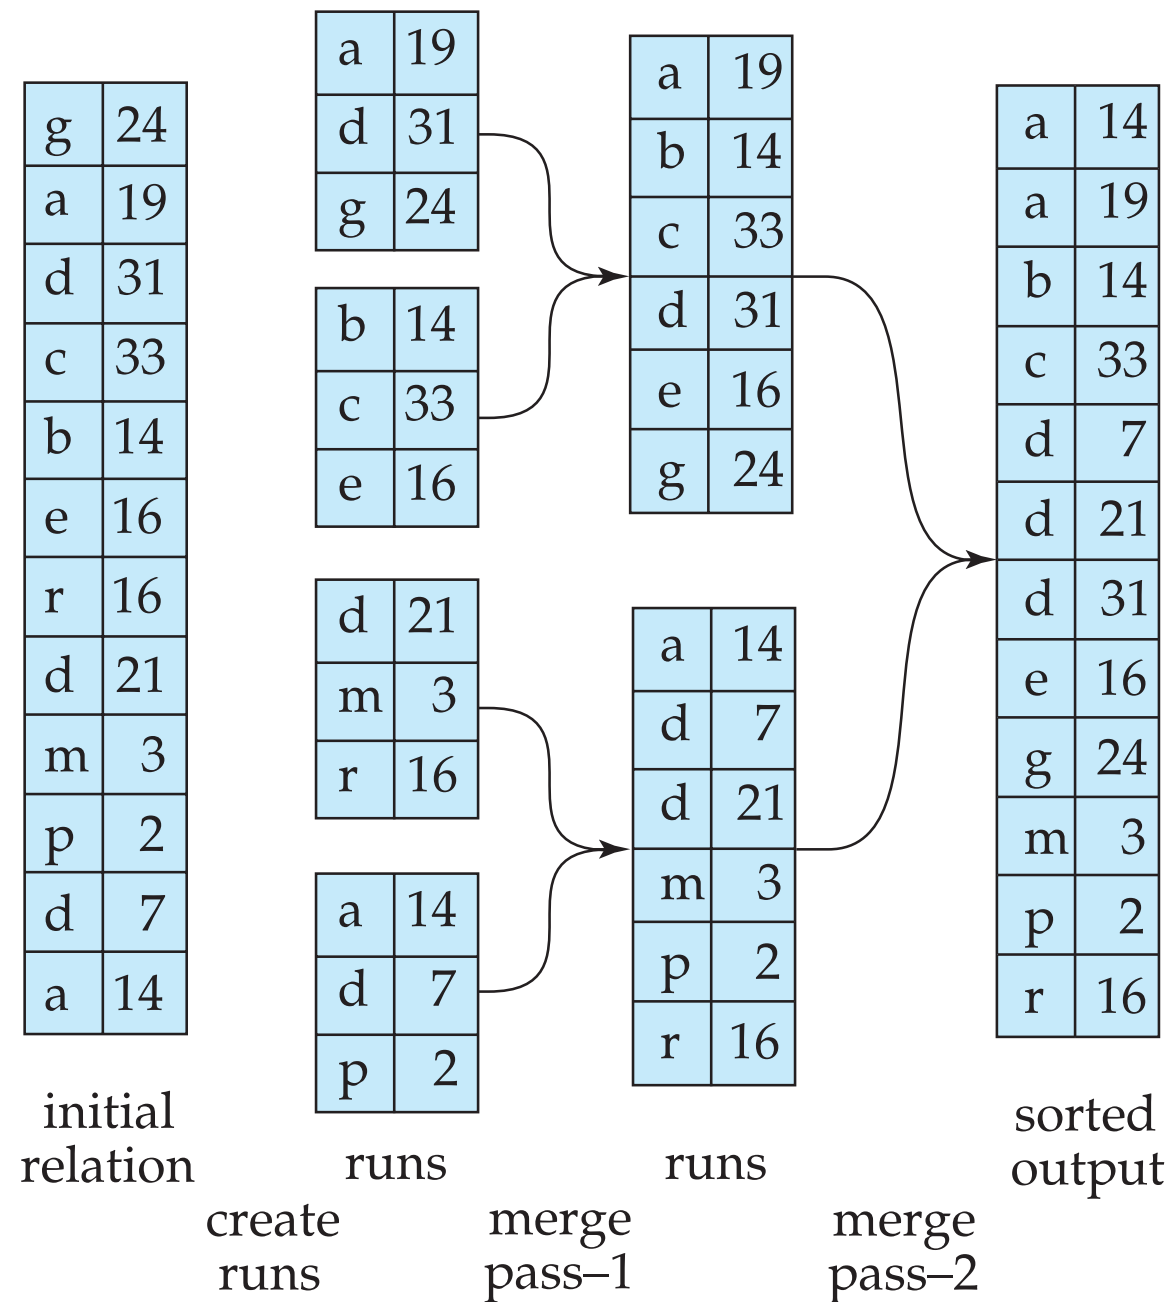 g 24
a 19
d 31
c 33
b 14
e 16
r 16
d 21
m 3
p 2
d 7
a 14
initial
relation
a 19
d 31
g 24
b 14
c 33
e 16
d 21
m 3
r 16
a 14
d 7
p 2
runs
create
runs
a 19
b 14
c 33
d 31
e 16
g 24
a 14
d 7
d 21
m 3
p 2
r 16
runs
merge
pass–1
a 14
a 19
b 14
c 33
d 7
d 21
d 31
e 16
g 24
m 3
p 2
r 16
sorted
output
merge
pass–2